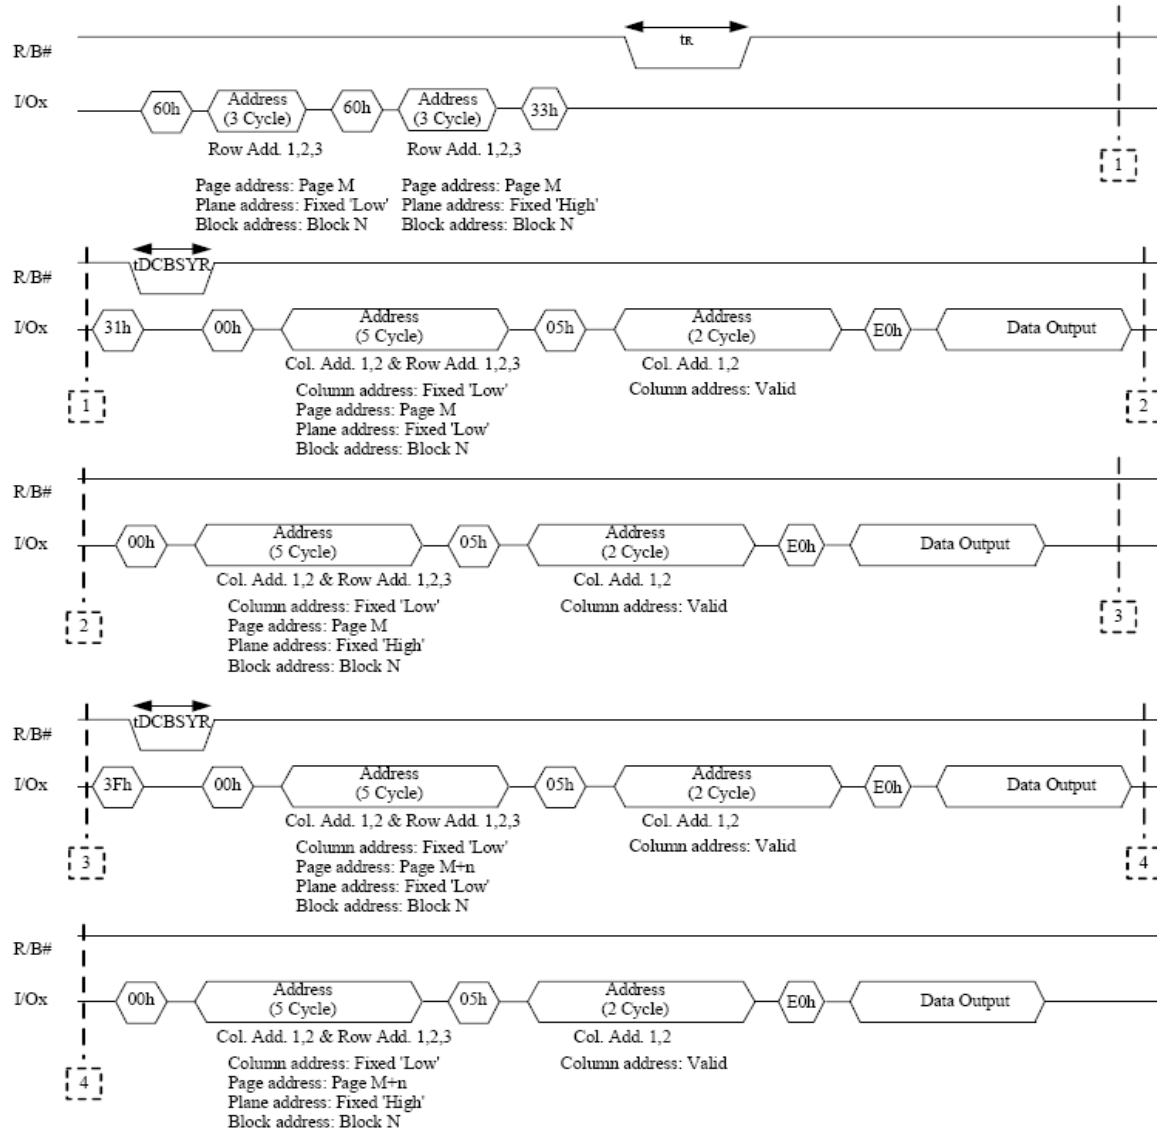 R/B#
tR
I/Ox
60h
Address
(3 Cycle)
60h
Address
(3 Cycle)
33h
Row Add. 1,2,3
Row Add. 1,2,3
1
Page address: Page M
Plane address: Fixed 'Low'
Block address: Block N
Page address: Page M
Plane address: Fixed 'High'
Block address: Block N
R/B#
tDCBSYR
I/Ox
31h
00h
Address
(5 Cycle)
05h
Address
(2 Cycle)
E0h
Data Output
Col. Add. 1,2 & Row Add. 1,2,3
Col. Add. 1,2
1
Column address: Fixed 'Low'
Page address: Page M
Plane address: Fixed 'Low'
Block address: Block N
Column address: Valid
2
R/B#
I/Ox
00h
Address
(5 Cycle)
05h
Address
(2 Cycle)
E0h
Data Output
Col. Add. 1,2 & Row Add. 1,2,3
Col. Add. 1,2
2
Column address: Fixed 'Low'
Page address: Page M
Plane address: Fixed 'High'
Block address: Block N
Column address: Valid
3
R/B#
tDCBSYR
I/Ox
3Fh
00h
Address
(5 Cycle)
05h
Address
(2 Cycle)
E0h
Data Output
Col. Add. 1,2 & Row Add. 1,2,3
Col. Add. 1,2
3
Column address: Fixed 'Low'
Page address: Page M+n
Plane address: Fixed 'Low'
Block address: Block N
Column address: Valid
4
R/B#
I/Ox
00h
Address
(5 Cycle)
05h
Address
(2 Cycle)
E0h
Data Output
Col. Add. 1,2 & Row Add. 1,2,3
Col. Add. 1,2
4
Column address: Fixed 'Low'
Page address: Page M+n
Plane address: Fixed 'High'
Block address: Block N
Column address: Valid